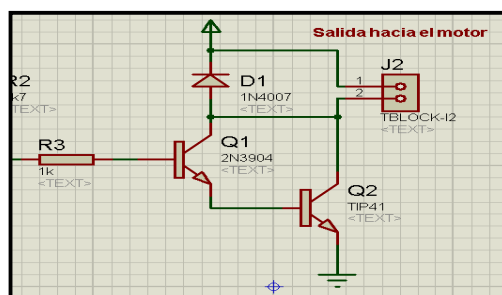 Salida hacia el motor
J2
R2
D1
1
1N4007
2
k7
<TEXT>
<TEXT>
TBLOCK-I2
<TEXT>
Q1
R3
2N3904
<TEXT>
1k
<TEXT>
Q2
TIP41
<TEXT>